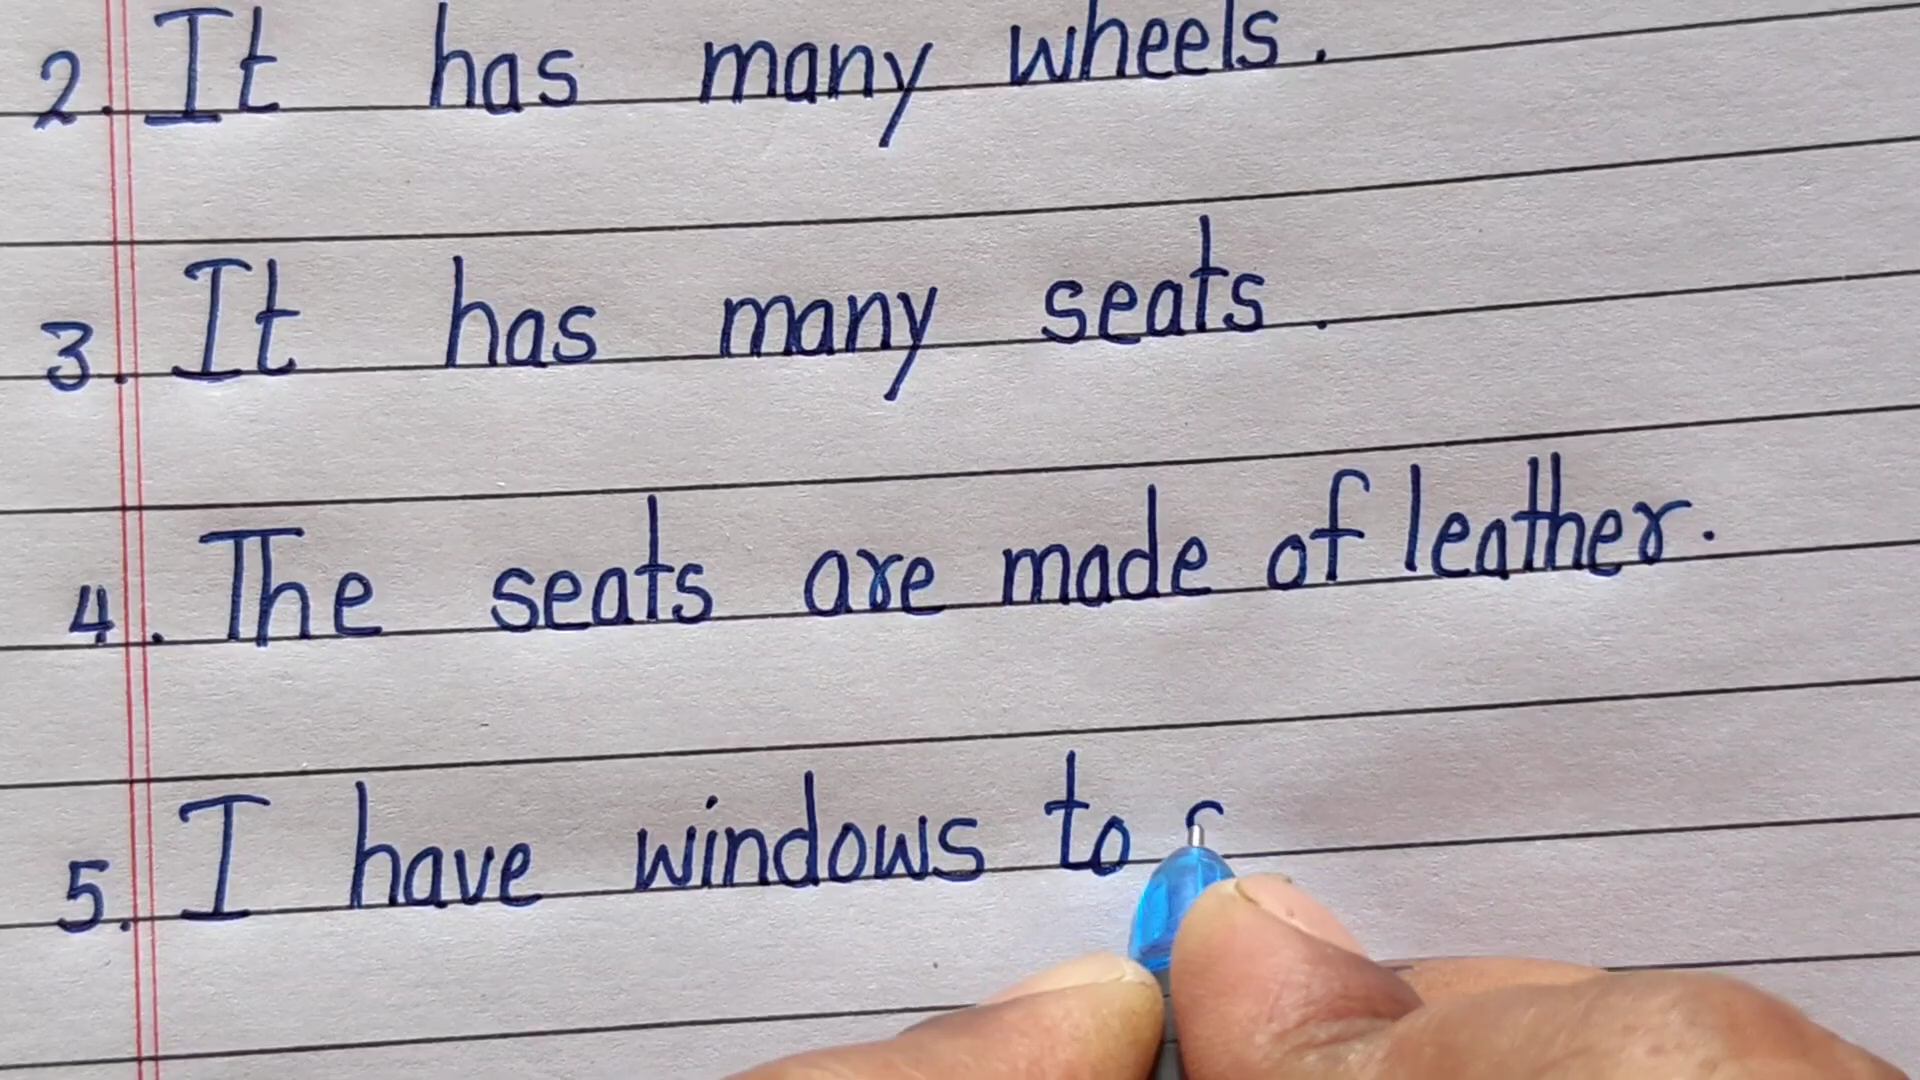 2. It has many wheels.
3. It has many seats.
4. The seats are made of leather.
5. I have windows to